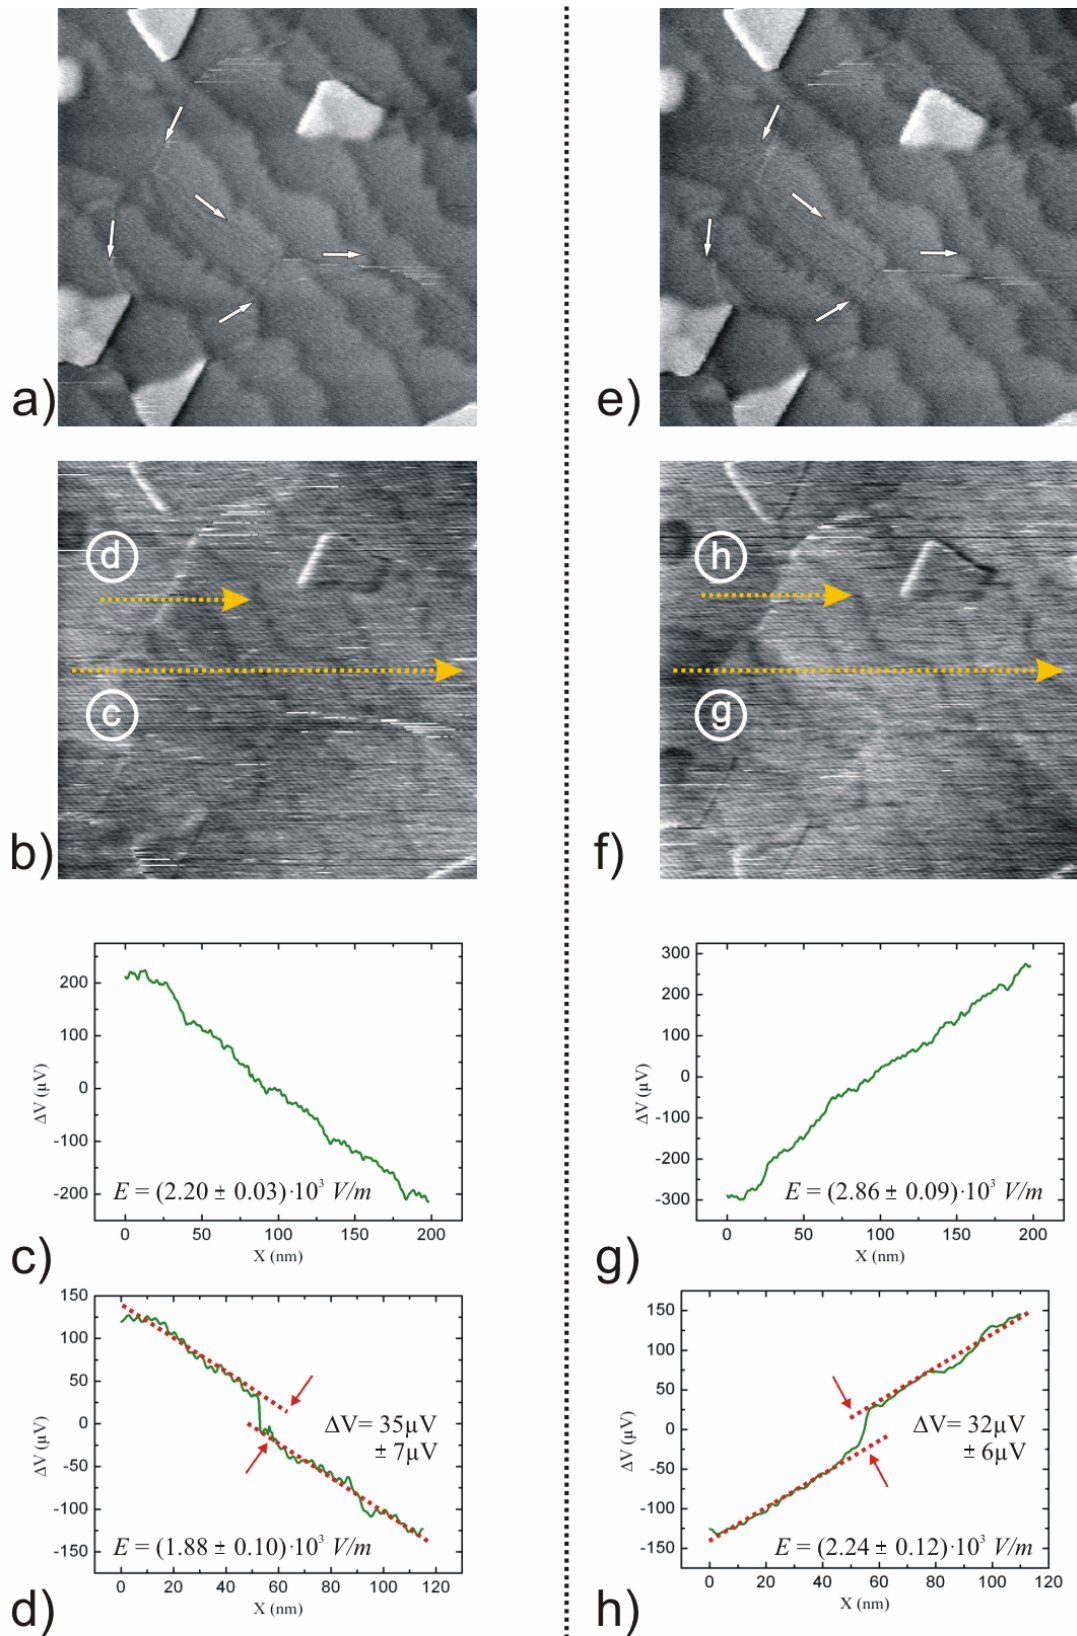 a)
e)
d
c
b)
h
g
f)
200
100
0
-100
-200
ΔV (µV)
E = (2.20 ± 0.03)·10³ V/m
0 50 100 150 200
X (nm)
c)
300
200
100
0
-100
-200
-300
ΔV (µV)
E = (2.86 ± 0.09)·10³ V/m
0 50 100 150 200
X (nm)
g)
150
100
50
0
-50
-100
-150
ΔV (µV)
ΔV= 35µV
± 7µV
E = (1.88 ± 0.10)·10³ V/m
0 20 40 60 80 100 120
X (nm)
d)
150
100
50
0
-50
-100
-150
ΔV (µV)
ΔV= 32µV
± 6µV
E = (2.24 ± 0.12)·10³ V/m
0 20 40 60 80 100 120
X (nm)
h)